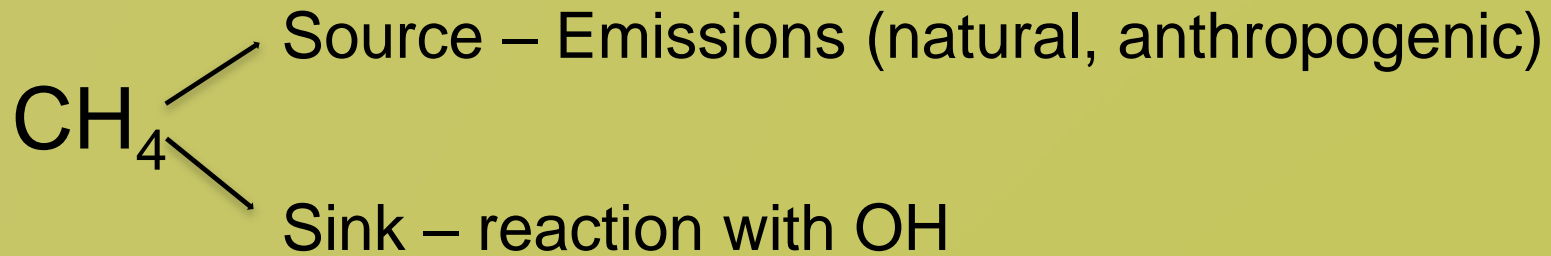 Source – Emissions (natural, anthropogenic)
CH₄
Sink – reaction with OH